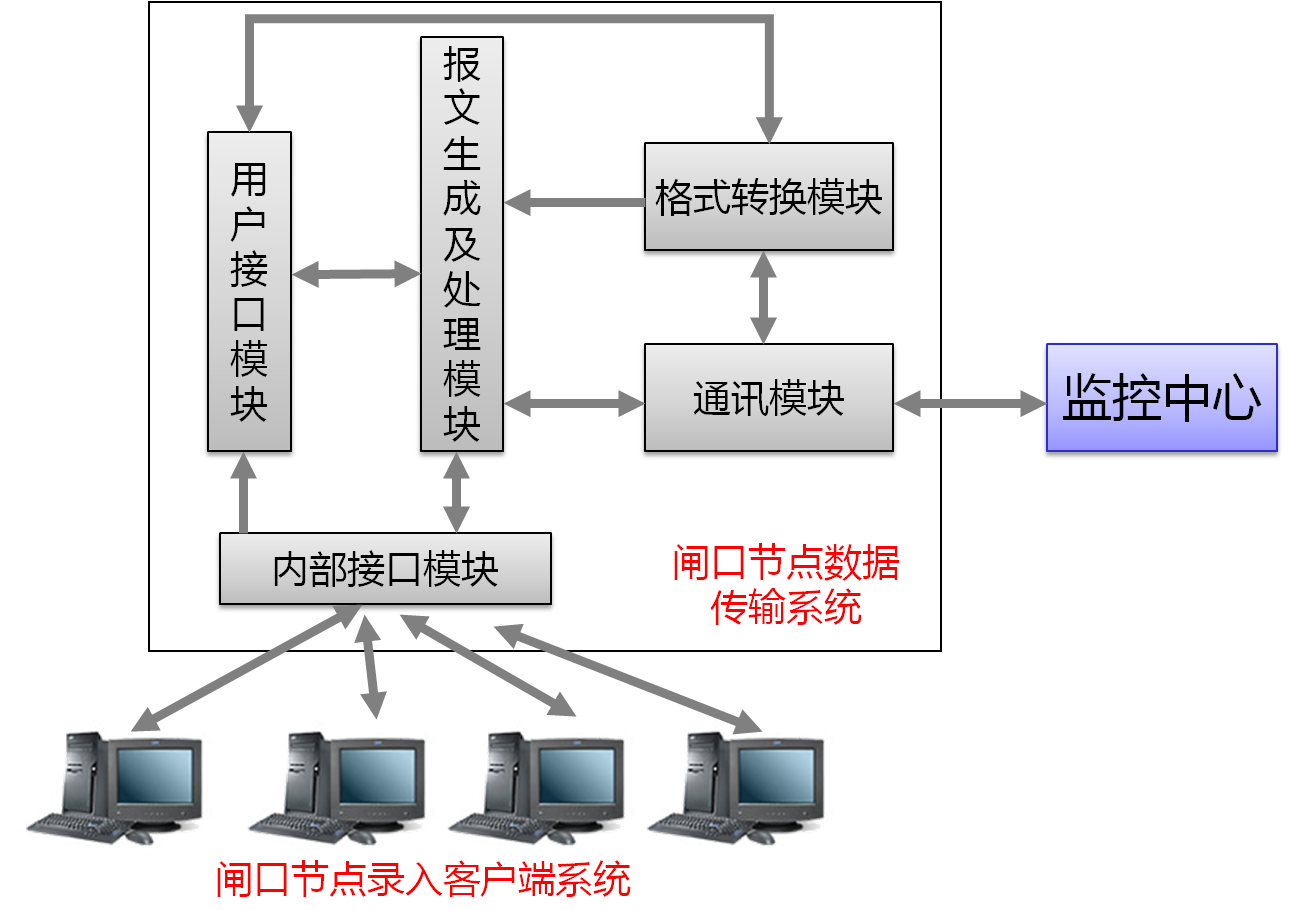 报文生成及处理模块
用户接口模块
格式转换模块
通讯模块
监控中心
内部接口模块
闸口节点数据
传输系统
闸口节点录入客户端系统